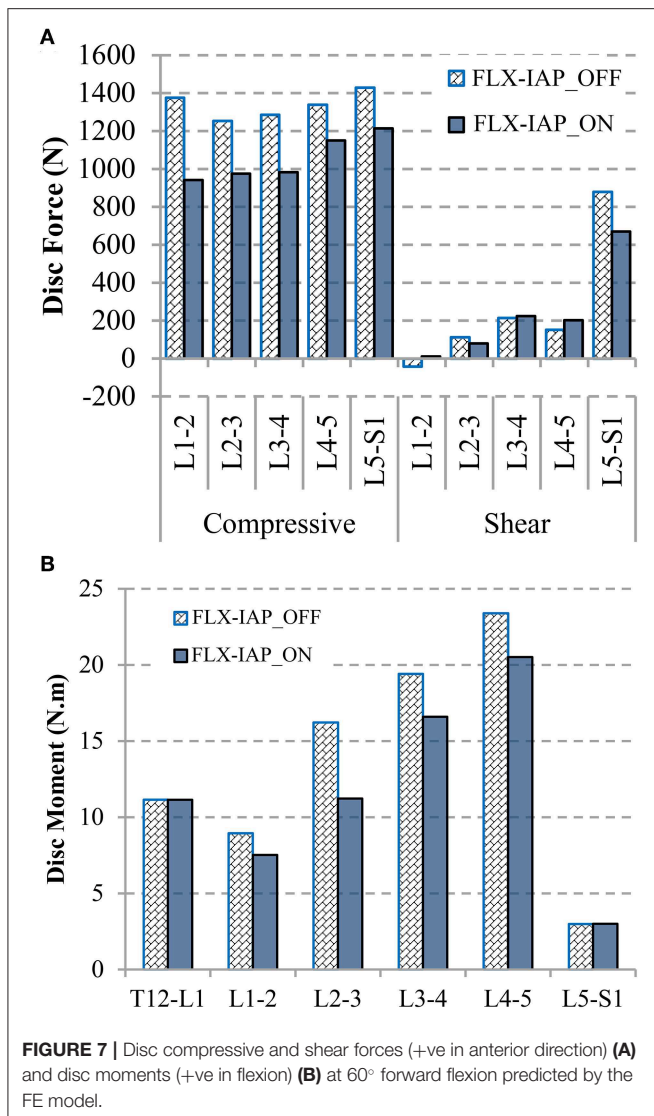 A
1600
1400
1200
1000
800
600
400
200
0
-200
Disc Force (N)
FLX-IAP_OFF
FLX-IAP_ON
L1-2
L2-3
L3-4
L4-5
L5-S1
L1-2
L2-3
L3-4
L4-5
L5-S1
Compressive
Shear
B
25
20
15
10
5
0
Disc Moment (N.m)
FLX-IAP_OFF
FLX-IAP_ON
T12-L1
L1-2
L2-3
L3-4
L4-5
L5-S1
FIGURE 7 | Disc compressive and shear forces (+ve in anterior direction) (A)
and disc moments (+ve in flexion) (B) at 60° forward flexion predicted by the
FE model.